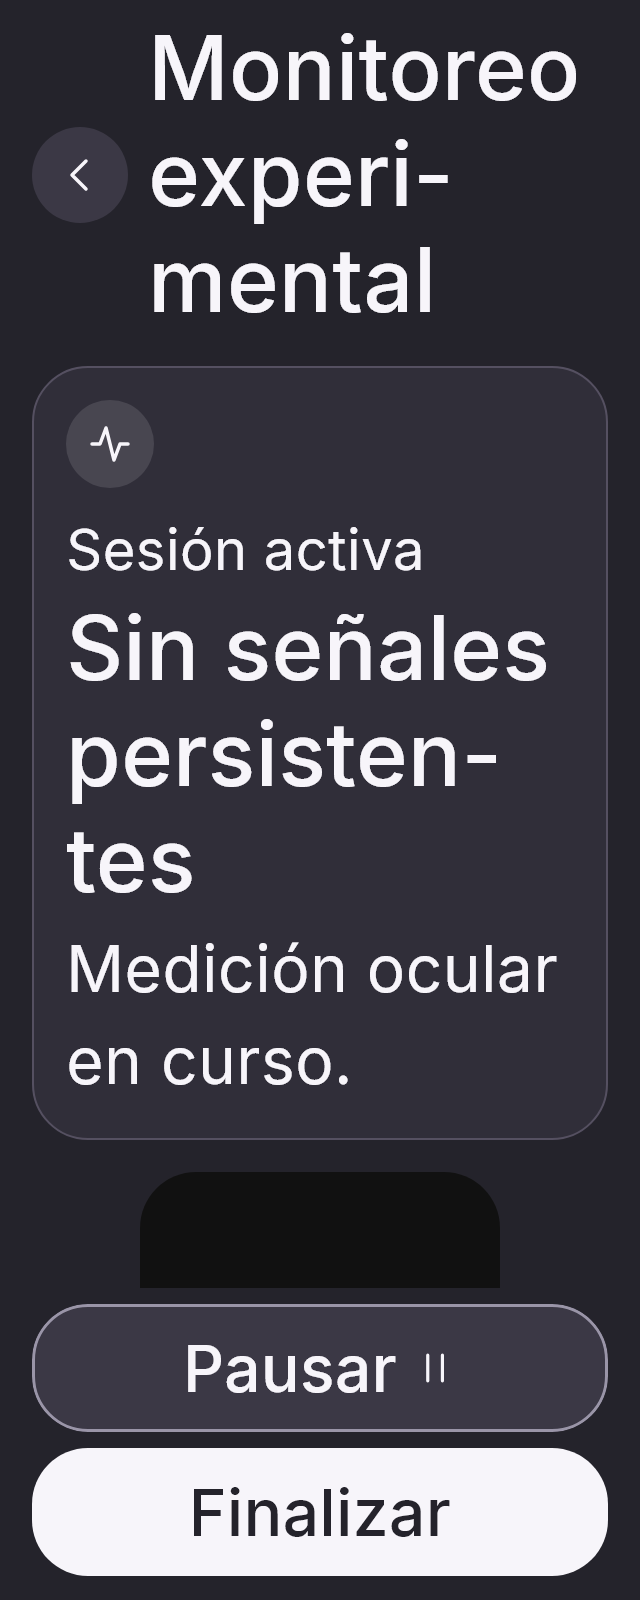 Monitoreo
experi-
mental
Sesión activa
Sin señales
persisten-
tes
Medición ocular
en curso.
Pausar
Finalizar